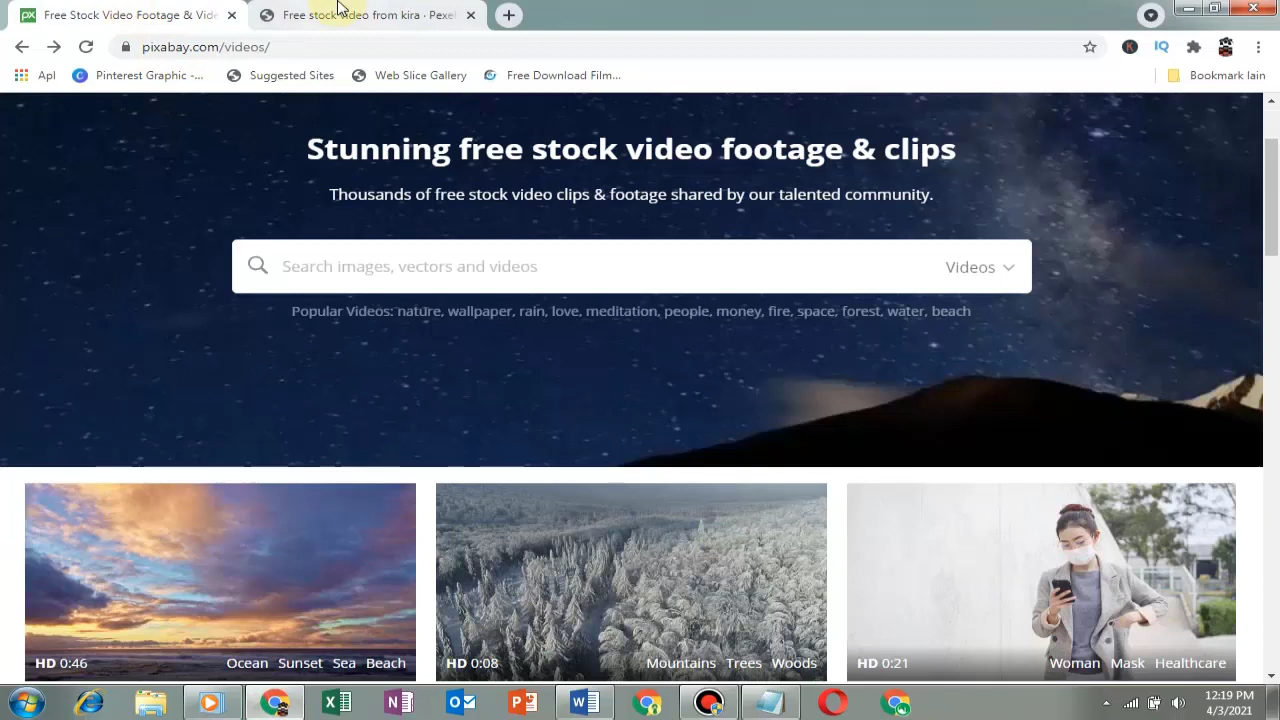 Free Stock Video Footage & Vide
Free stock video from kira · Pexel
pixabay.com/videos/
Apl
Pinterest Graphic -...
Suggested Sites
Web Slice Gallery
Free Download Film...
Bookmark lain
Stunning free stock video footage & clips
Thousands of free stock video clips & footage shared by our talented community.
Search images, vectors and videos
Videos
Popular Videos: nature, wallpaper, rain, love, meditation, people, money, fire, space, forest, water, beach
HD 0:46 Ocean Sunset Sea Beach
HD 0:08 Mountains Trees Woods
HD 0:21 Woman Mask Healthcare
12:19 PM
4/3/2021